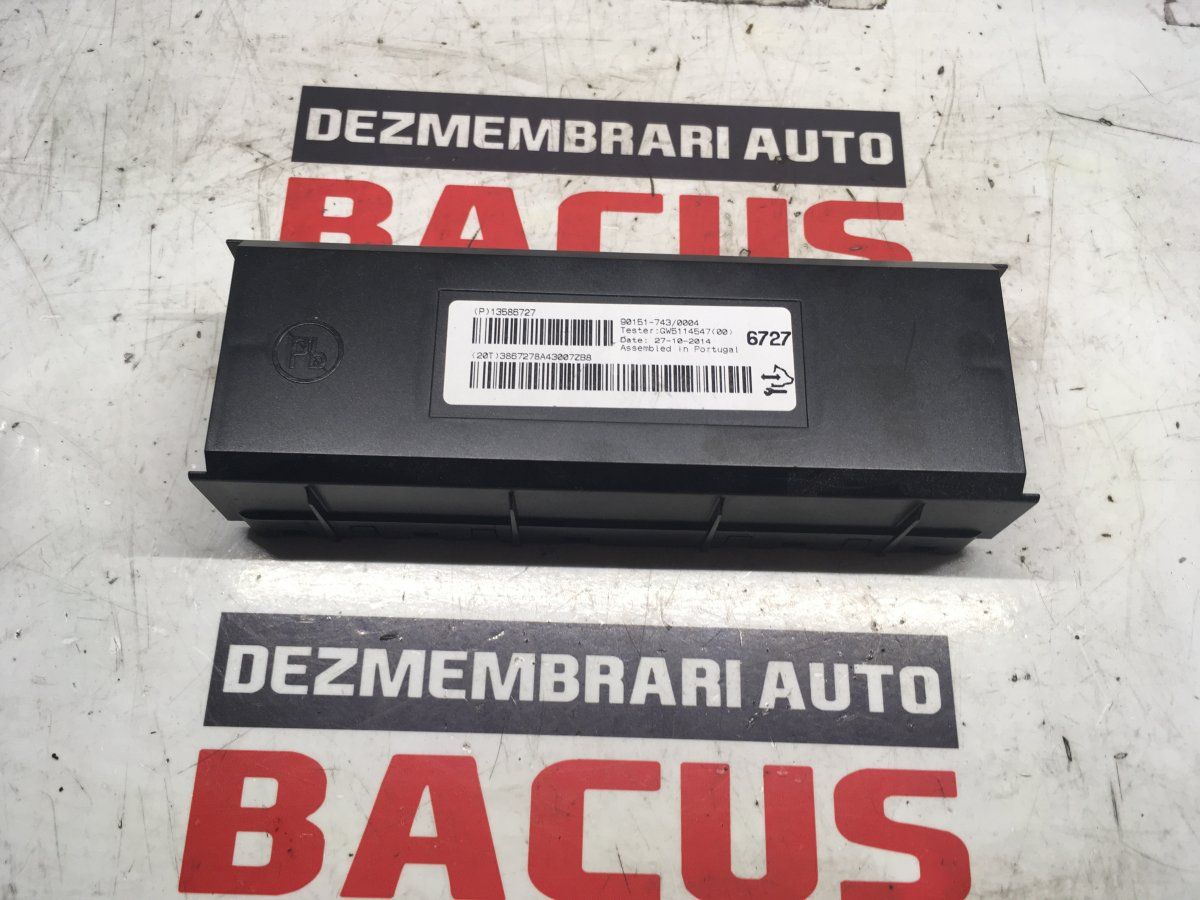 DEZMEMBRARI AUTO
BACUS
(P)13586727
90151-743/0004
Tester:GW5114547(00)
Date: 27-10-2014
Assembled in Portugal
6727
(20T)3867278A43007ZB8
DEZMEMBRARI AUTO
BACUS